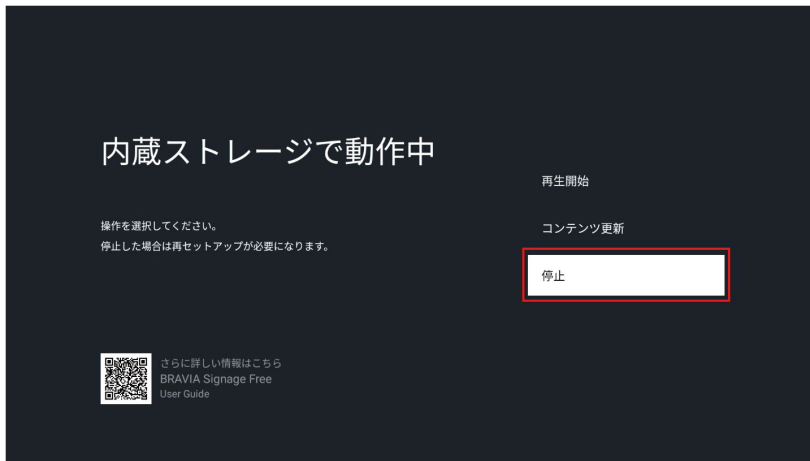 内蔵ストレージで動作中
操作を選択してください。
停止した場合は再セットアップが必要になります。
再生開始
コンテンツ更新
停止
さらに詳しい情報はこちら
BRAVIA Signage Free
User Guide